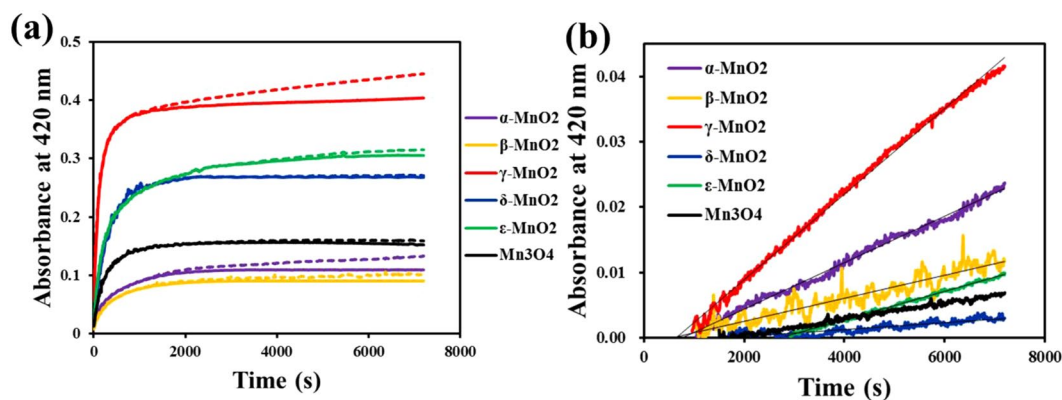 (a)
0.5
0.4
0.3
0.2
0.1
0
0 2000 4000 6000 8000
Absorbance at 420 nm
Time (s)
α-MnO2
β-MnO2
γ-MnO2
δ-MnO2
ε-MnO2
Mn3O4
(b)
0.04
0.03
0.02
0.01
0.00
0 2000 4000 6000 8000
Absorbance at 420 nm
Time (s)
α-MnO2
β-MnO2
γ-MnO2
δ-MnO2
ε-MnO2
Mn3O4